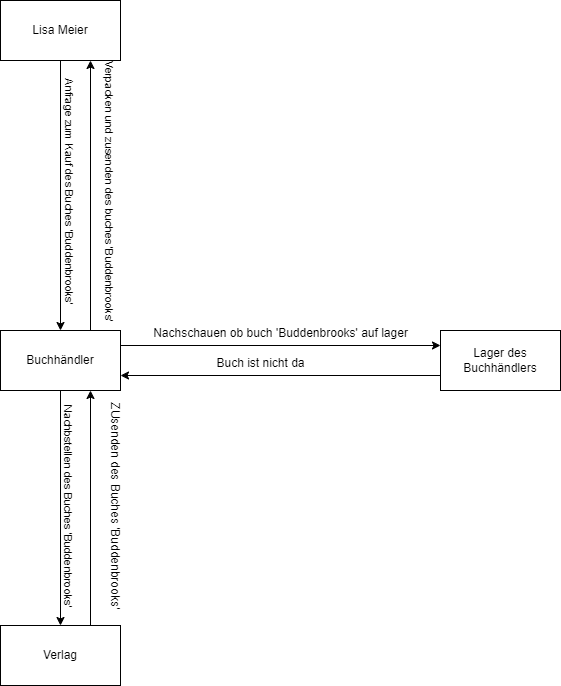 Lisa Meier
Anfrage zum Kauf des Buches 'Buddenbrooks'
Verpacken und zusenden des buches 'Buddenbrooks'
Buchhändler
Nachschauen ob buch 'Buddenbrooks' auf lager
Buch ist nicht da
Lager des
Buchhändlers
Nachbstellen des Buches 'Buddenbrooks'
ZUsenden des Buches 'Buddenbrooks'
Verlag